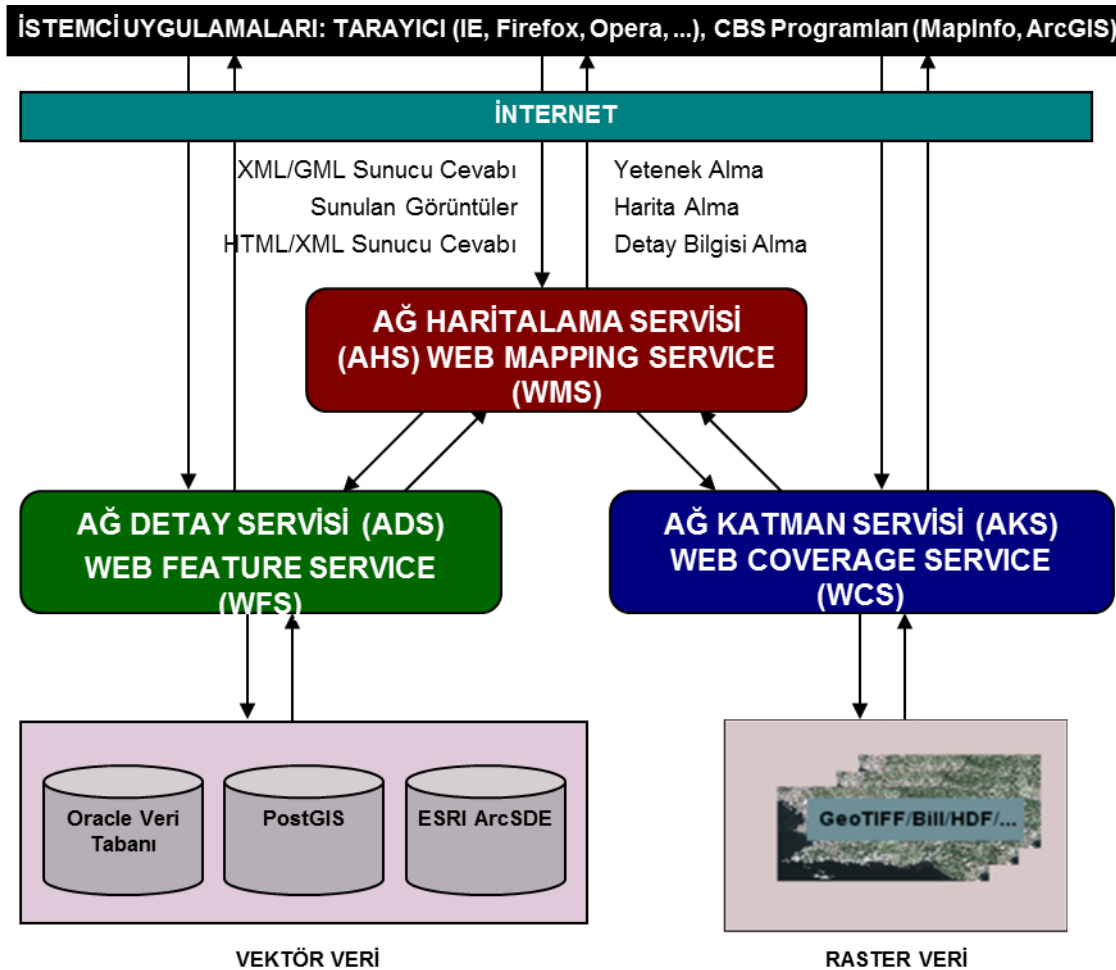 İSTEMCİ UYGULAMALARI: TARAYICI (IE, Firefox, Opera, ...), CBS Programları (MapInfo, ArcGIS)
İNTERNET
XML/GML Sunucu Cevabı
Sunulan Görüntüler
HTML/XML Sunucu Cevabı
Yetenek Alma
Harita Alma
Detay Bilgisi Alma
AĞ HARİTALAMA SERVİSİ
(AHS) WEB MAPPING SERVICE
(WMS)
AĞ DETAY SERVİSİ (ADS)
WEB FEATURE SERVICE
(WFS)
AĞ KATMAN SERVİSİ (AKS)
WEB COVERAGE SERVICE
(WCS)
Oracle Veri
Tabanı
PostGIS
ESRI ArcSDE
GeoTIFF/Bill/HDF/...
VEKTÖR VERİ
RASTER VERİ